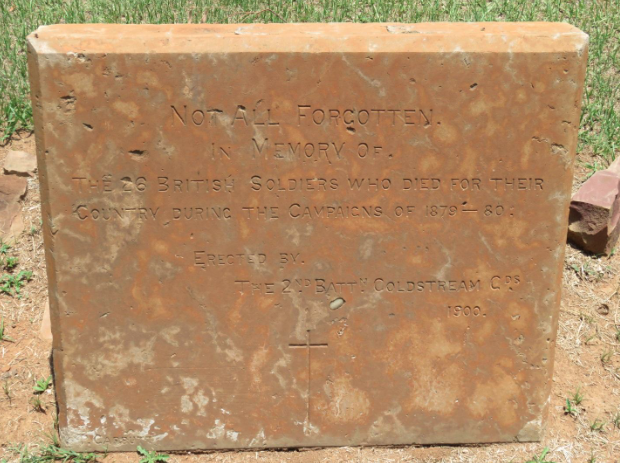 NOT ALL FORGOTTEN.
IN MEMORY OF.
THE 26 BRITISH SOLDIERS WHO DIED FOR THEIR
COUNTRY DURING THE CAMPAIGNS OF 1879-80.
ERECTED BY.
THE 2ND BATTN COLDSTREAM GDS
1900.